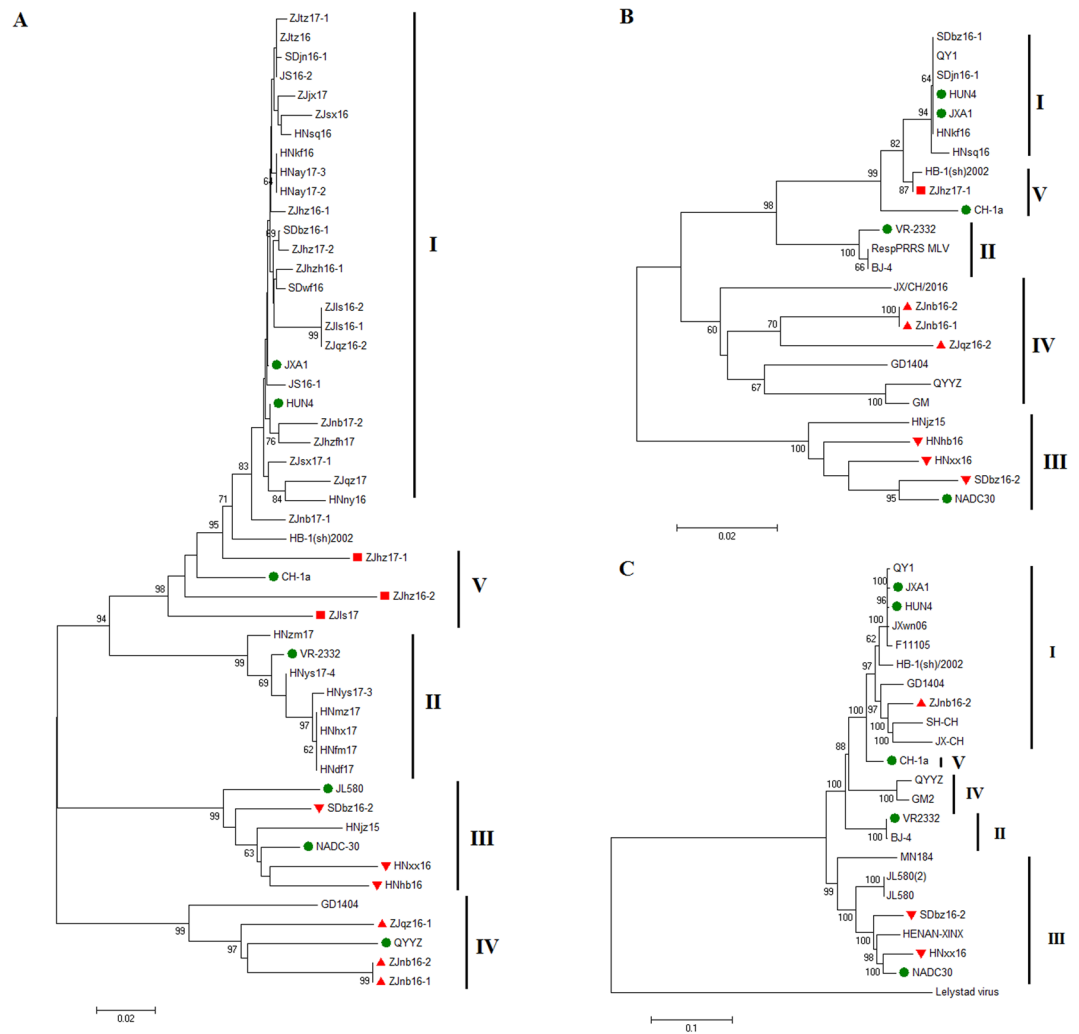 A
ZJtz17-1
ZJtz16
SDjn16-1
JS16-2
ZJjx17
ZJsx16
HNsq16
HNkf16
HNay17-3
64
HNay17-2
ZJhz16-1
SDbz16-1
69
ZJhz17-2
ZJhzh16-1
SDwf16
ZJls16-2
ZJls16-1
99
ZJqz16-2
JXA1
JS16-1
HUN4
ZJnb17-2
76
ZJhzfh17
ZJsx17-1
83
ZJqz17
84
HNny16
71
ZJnb17-1
95
HB-1(sh)2002
ZJhz17-1
CH-1a
98
ZJhz16-2
94
ZJls17
I
V
HNzm17
99
VR-2332
69
HNys17-4
HNys17-3
HNmz17
97
HNhx17
62
HNfm17
HNdf17
II
JL580
99
SDbz16-2
HNjz15
63
NADC-30
HNxx16
HNhb16
III
GD1404
99
ZJqz16-1
97
QYYZ
ZJnb16-2
99
ZJnb16-1
IV
0.02
B
SDbz16-1
QY1
64
SDjn16-1
HUN4
94
JXA1
82
HNkf16
HNsq16
I
99
HB-1(sh)2002
87
ZJhz17-1
98
CH-1a
V
VR-2332
100
RespPRRS MLV
66
BJ-4
II
JX/CH/2016
100
ZJnb16-2
60
70
ZJnb16-1
ZJqz16-2
GD1404
67
QYYZ
100
GM
IV
HNjz15
100
HNhb16
HNxx16
SDbz16-2
95
NADC30
III
0.02
C
QY1
100
JXA1
96
HUN4
100
JXwn06
62
F11105
97
HB-1(sh)/2002
GD1404
97
ZJnb16-2
100
SH-CH
100
JX-CH
I
88
CH-1a
V
QYYZ
100
GM2
IV
100
VR2332
100
BJ-4
II
MN184
99
100
JL580(2)
JL580
100
SDbz16-2
100
HENAN-XINX
98
HNxx16
100
NADC30
III
Lelystad virus
0.1